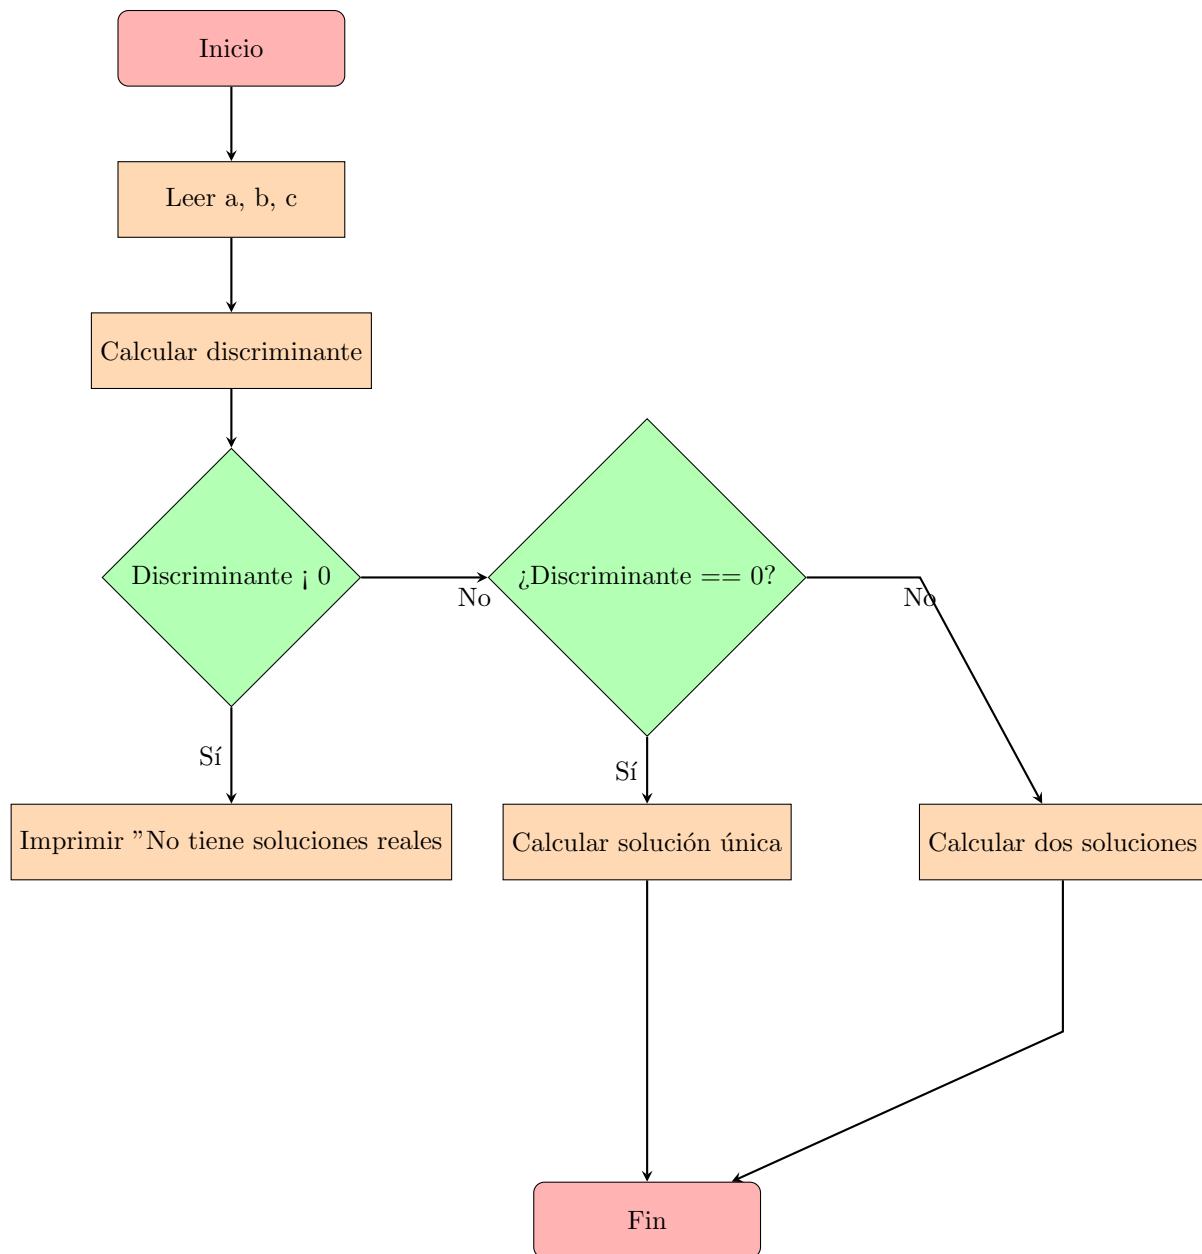 Inicio
Leer a, b, c
Calcular discriminante
Discriminante ¡ 0
No
¿Discriminante == 0?
No
Sí
Sí
Imprimir ”No tiene soluciones reales
Calcular solución única
Calcular dos soluciones
Fin